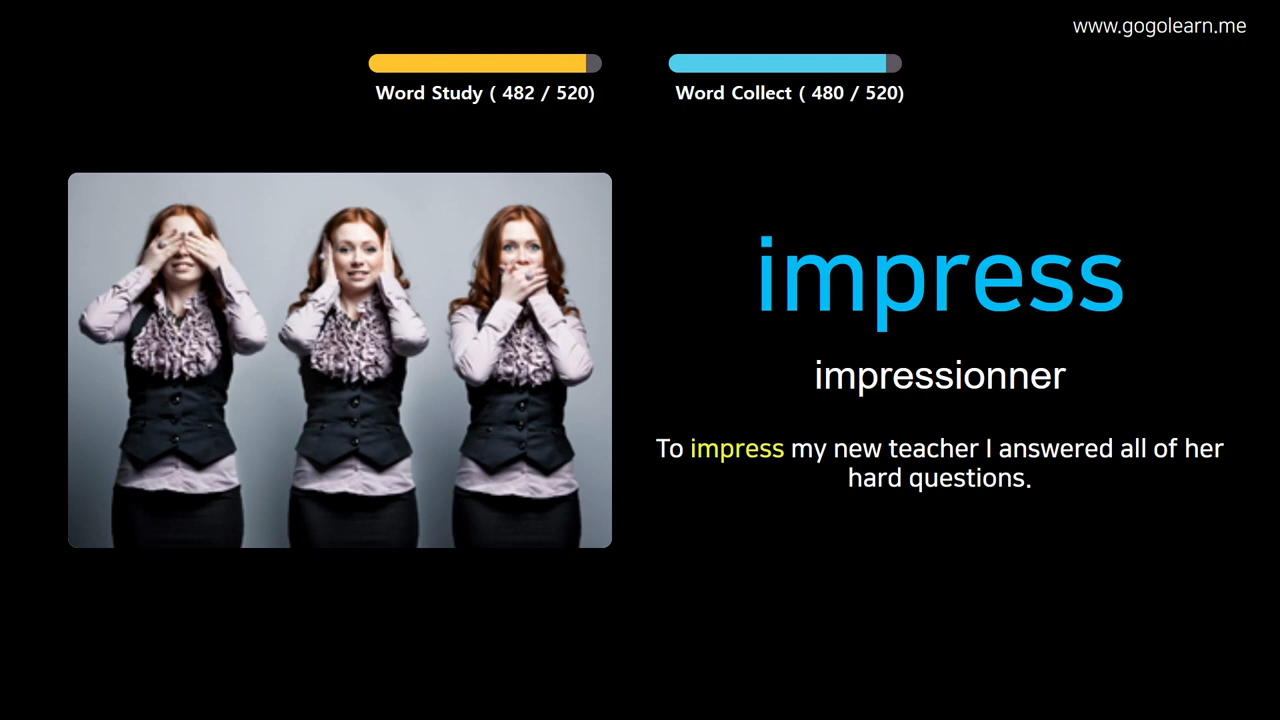 www.gogolearn.me
Word Study ( 482 / 520)
Word Collect ( 480 / 520)
impress
impressionner
To impress my new teacher I answered all of her
hard questions.